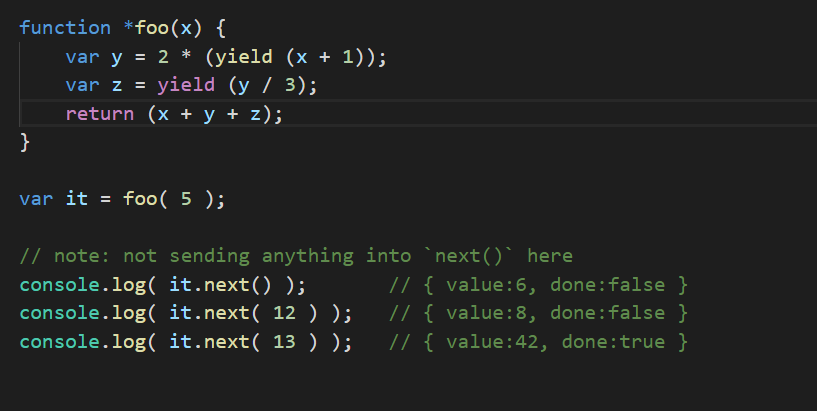 function *foo(x) {
    var y = 2 * (yield (x + 1));
    var z = yield (y / 3);
    return (x + y + z);
}

var it = foo( 5 );

// note: not sending anything into `next()` here
console.log( it.next() );       // { value:6, done:false }
console.log( it.next( 12 ) );   // { value:8, done:false }
console.log( it.next( 13 ) );   // { value:42, done:true }